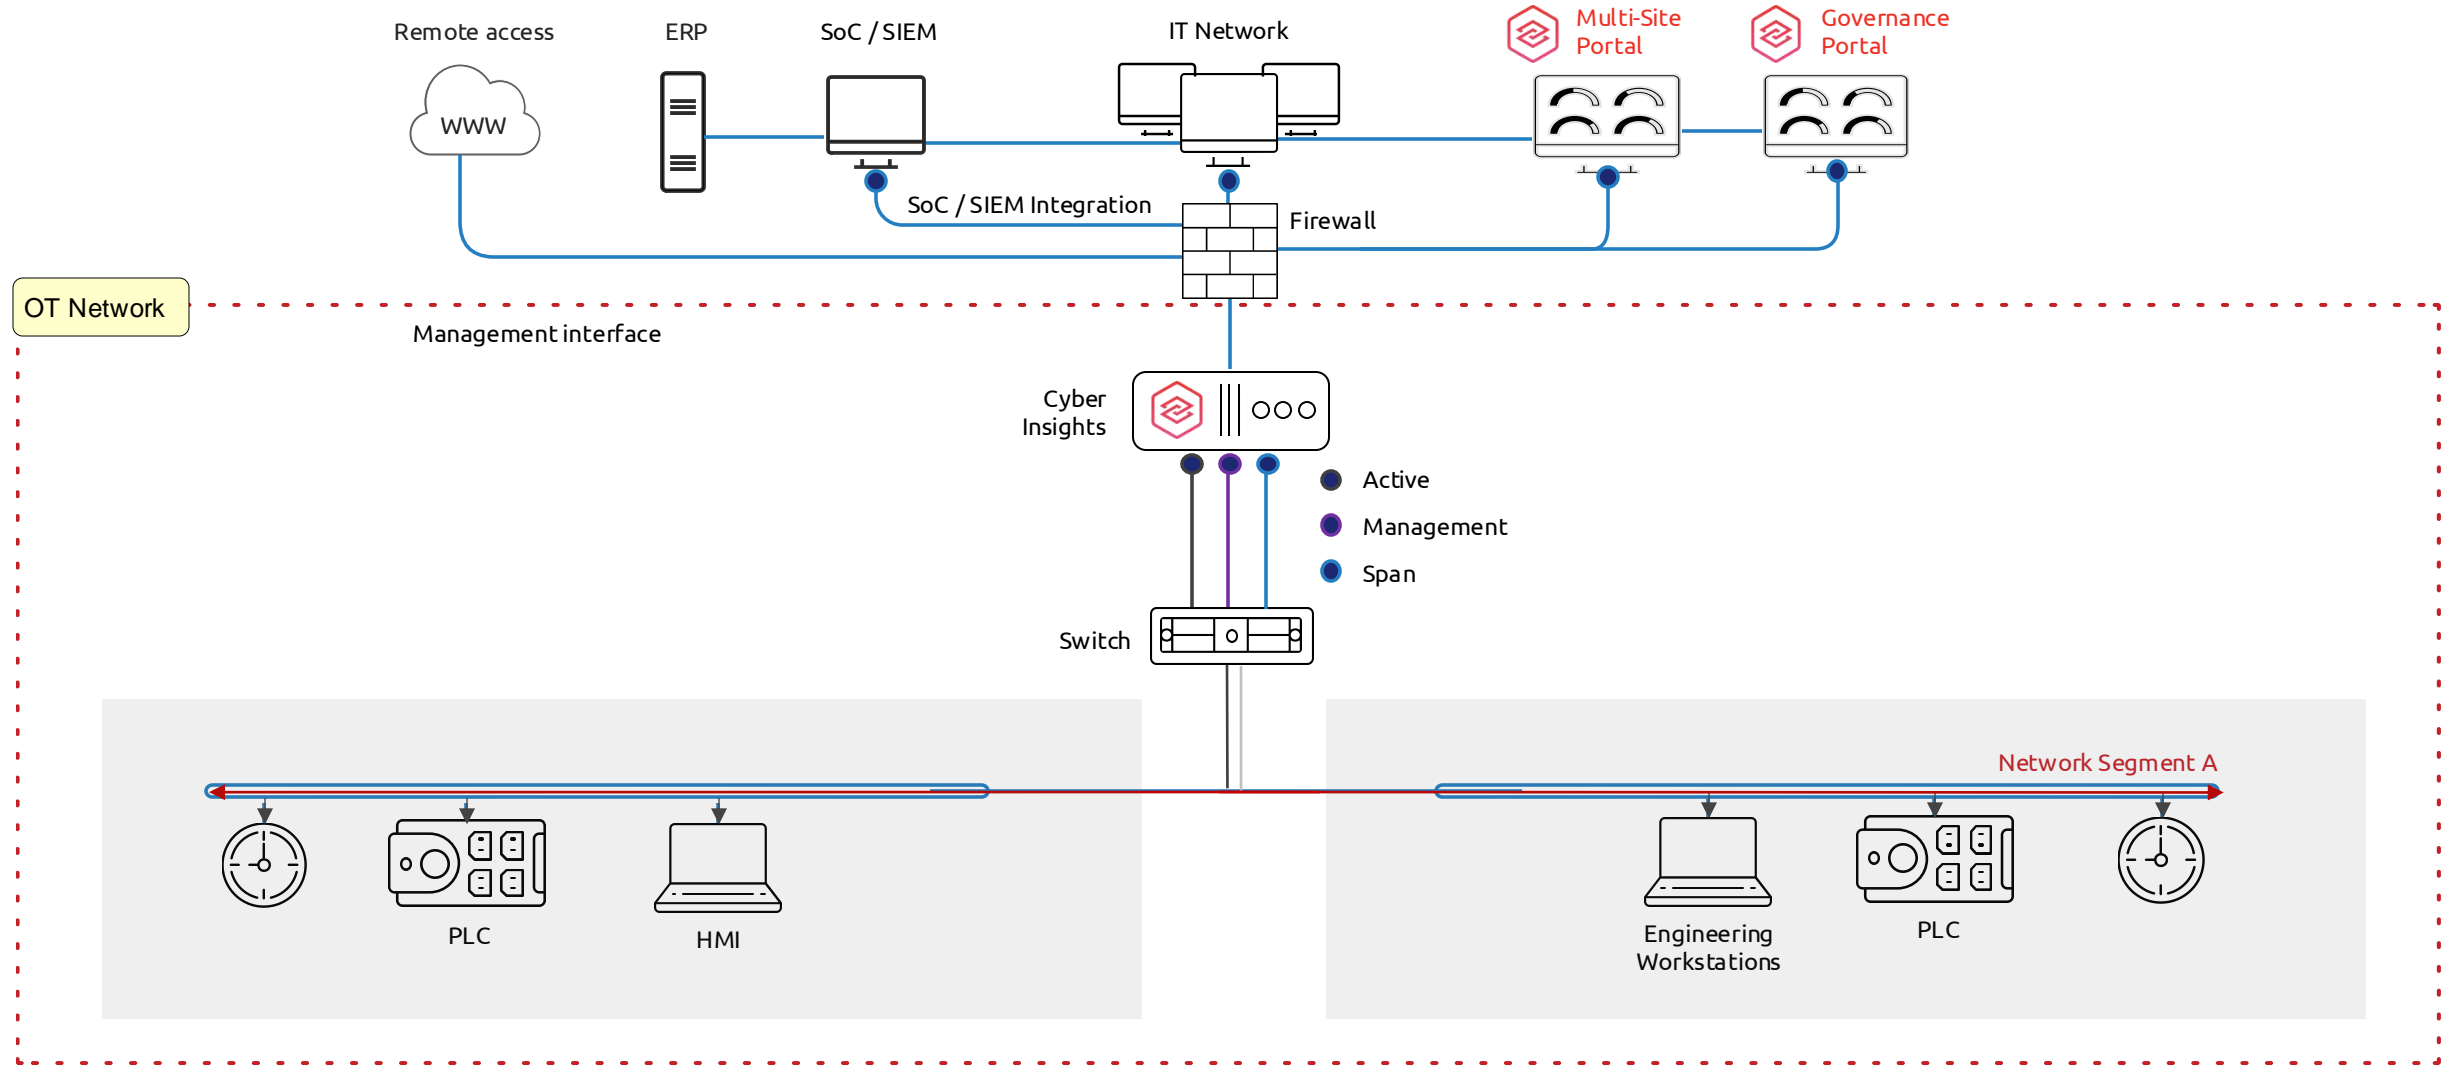 Remote access
ERP
SoC / SIEM
IT Network
Multi-Site
Portal
Governance
Portal
WWW
SoC / SIEM Integration
Firewall
OT Network
Management interface
Cyber
Insights
Active
Management
Span
Switch
Network Segment A
PLC
HMI
Engineering
Workstations
PLC